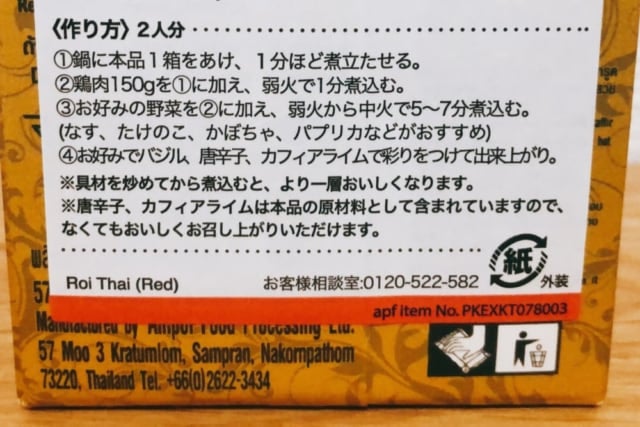 〈作り方〉2人分
①鍋に本品1箱をあけ、1分ほど煮立たせる。
②鶏肉150gを①に加え、弱火で1分煮込む。
③お好みの野菜を②に加え、弱火から中火で5〜7分煮込む。
(なす、たけのこ、かぼちゃ、パプリカなどがおすすめ)
④お好みでバジル、唐辛子、カフィアライムで彩りをつけて出来上がり。
※具材を炒めてから煮込むと、より一層おいしくなります。
※唐辛子、カフィアライムは本品の原材料として含まれていますので、
なくてもおいしくお召し上がりいただけます。
紙
Roi Thai (Red) お客様相談室:0120-522-582 外装
apf item No. PKEXKT078003
Manufactured by Ampol Food Processing Ltd.
57 Moo 3 Kratumlom, Sampran, Nakornpathom
73220, Thailand Tel. +66(0)2622-3434